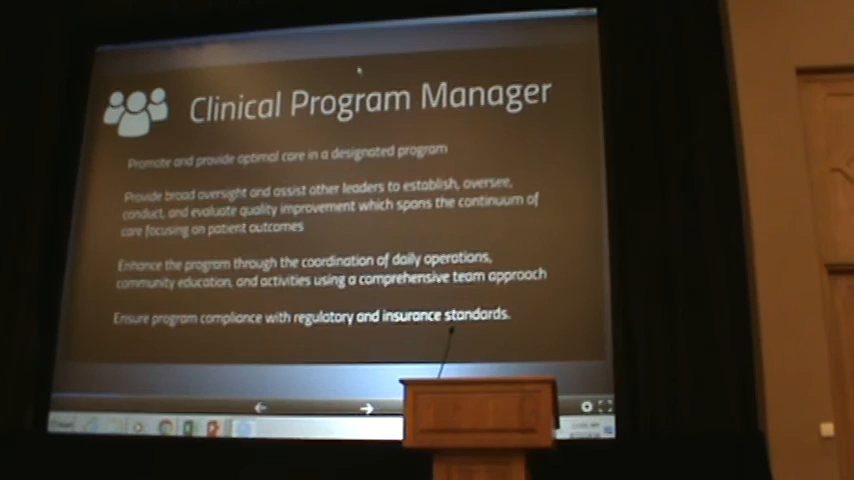 Clinical Program Manager
Promote and provide optimal care in a designated program
Provide broad oversight and assist other leaders to establish, oversee,
conduct, and evaluate quality improvement which spans the continuum of
care focusing on patient outcomes
Enhance the program through the coordination of daily operations,
community education, and activities using a comprehensive team approach
Ensure program compliance with regulatory and insurance standards.